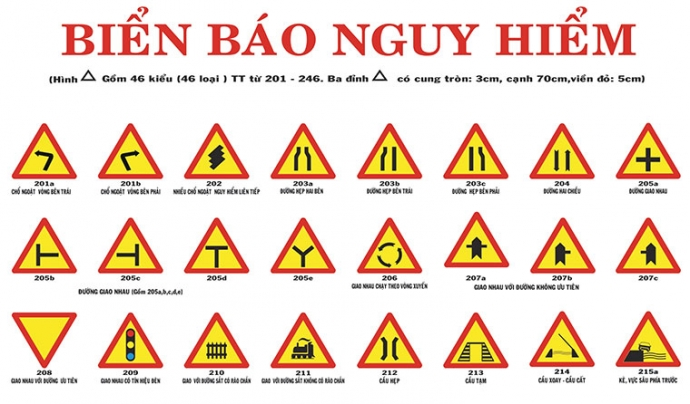 BIỂN BÁO NGUY HIỂM
(Hình Gồm 46 kiểu (46 loại ) TT từ 201 - 246. Ba đỉnh có cung tròn: 3cm, cạnh 70cm,viền đỏ: 5cm)
201a 201b 202 203a 203b 203c 204 205a
CHỖ NGOẶT VÒNG BÊN TRÁI CHỖ NGOẶT VÒNG BÊN PHẢI NHIỀU CHỖ NGOẶT NGUY HIỂM LIÊN TIẾP ĐƯỜNG HẸP HAI BÊN ĐƯỜNG HẸP BÊN TRÁI ĐƯỜNG HẸP BÊN PHẢI ĐƯỜNG HAI CHIỀU ĐƯỜNG GIAO NHAU
205b 205c 205d 205e 206 207a 207b 207c
ĐƯỜNG GIAO NHAU (Gồm 205a,b,c,d,e) GIAO NHAU CHẠY THEO VÒNG XUYẾN GIAO NHAU VỚI ĐƯỜNG KHÔNG ƯU TIÊN
208 209 210 211 212 213 214 215a
GIAO NHAU VỚI ĐƯỜNG ƯU TIÊN GIAO NHAU CÓ TÍN HIỆU ĐÈN GIAO VỚI ĐƯỜNG SẮT CÓ RÀO CHẮN GIAO VỚI ĐƯỜNG SẮT KHÔNG CÓ RÀO CHẮN CẦU HẸP CẦU TẠM CẦU XOAY - CẦU CẤT KÈ, VỰC SÂU PHÍA TRƯỚC